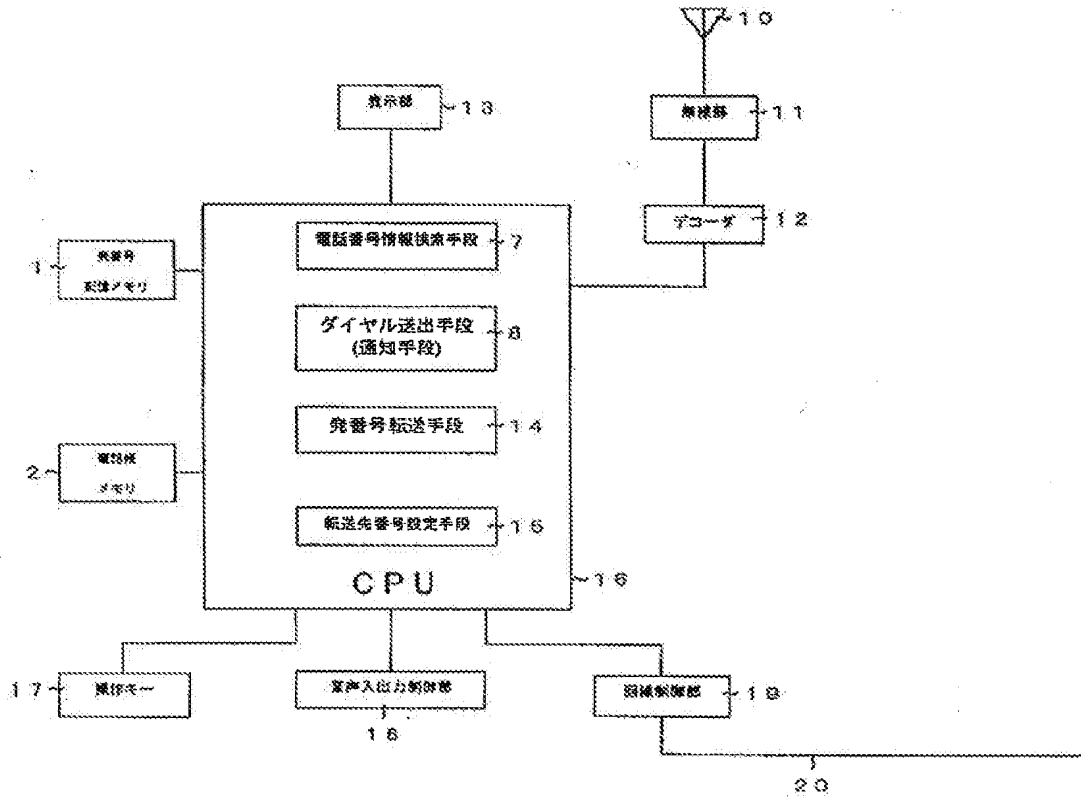 10
無線部
11
表示部
13
デコーダ
12
電話番号情報検索手段
7
発番号
記憶メモリ
1
ダイヤル送出手段
(通知手段)
8
発番号転送手段
14
電話帳
メモリ
2
転送先番号設定手段
15
CPU
16
17
操作キー
音声入出力制御部
回線制御部
20